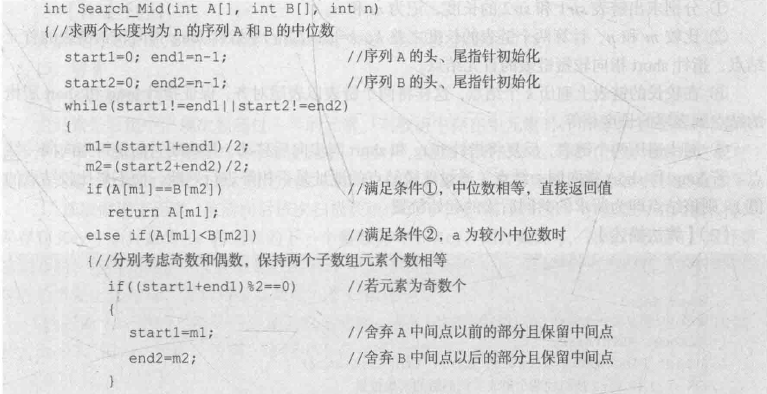 int Search_Mid(int A[], int B[], int n)
{//求两个长度均为 n 的序列 A 和 B 的中位数
start1=0; end1=n-1; //序列 A 的头、尾指针初始化
start2=0; end2=n-1; //序列 B 的头、尾指针初始化
while(start1!=end1||start2!=end2)
{
m1=(start1+end1)/2;
m2=(start2+end2)/2;
if(A[m1]==B[m2]) //满足条件①，中位数相等，直接返回值
return A[m1];
else if(A[m1]<B[m2]) //满足条件②，a 为较小中位数时
{//分别考虑奇数和偶数，保持两个子数组元素个数相等
if((start1+end1)%2==0) //若元素为奇数个
{
start1=m1; //舍弃 A 中间点以前的部分且保留中间点
end2=m2; //舍弃 B 中间点以后的部分且保留中间点
}